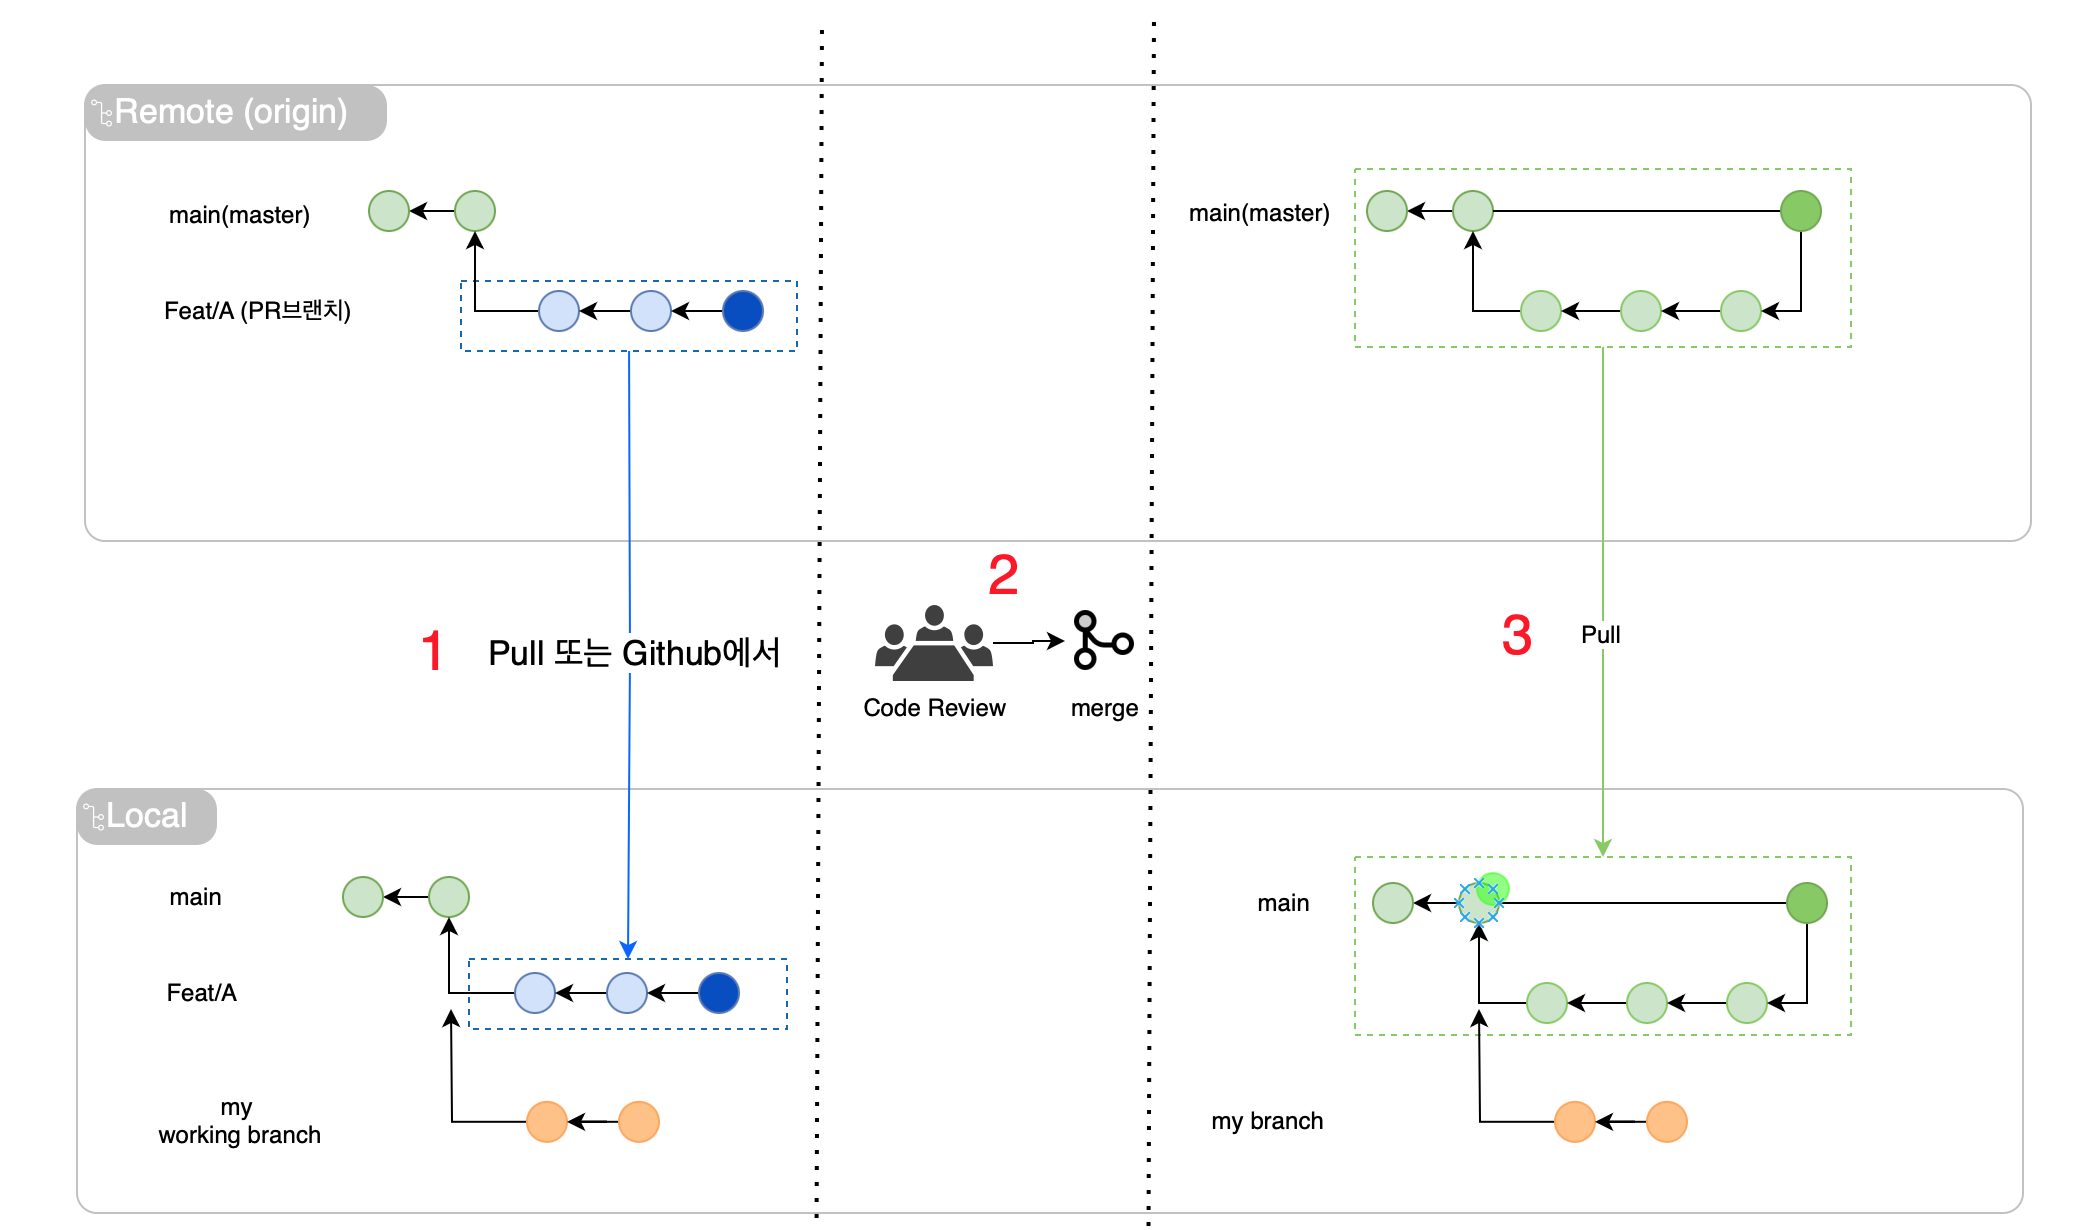 Remote (origin)
main(master)
Feat/A (PR브랜치)
main(master)
1
Pull 또는 Github에서
2
Code Review
merge
3
Pull
Local
main
Feat/A
my
working branch
main
my branch